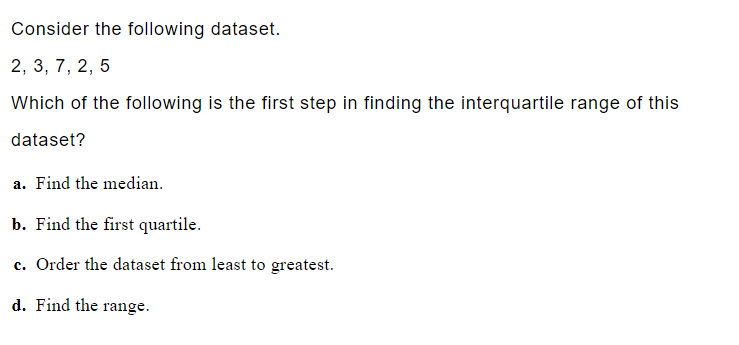 Consider the following dataset.
2, 3, 7, 2, 5
Which of the following is the first step in finding the interquartile range of this
dataset?
a. Find the median.
b. Find the first quartile.
c. Order the dataset from least to greatest.
d. Find the range.